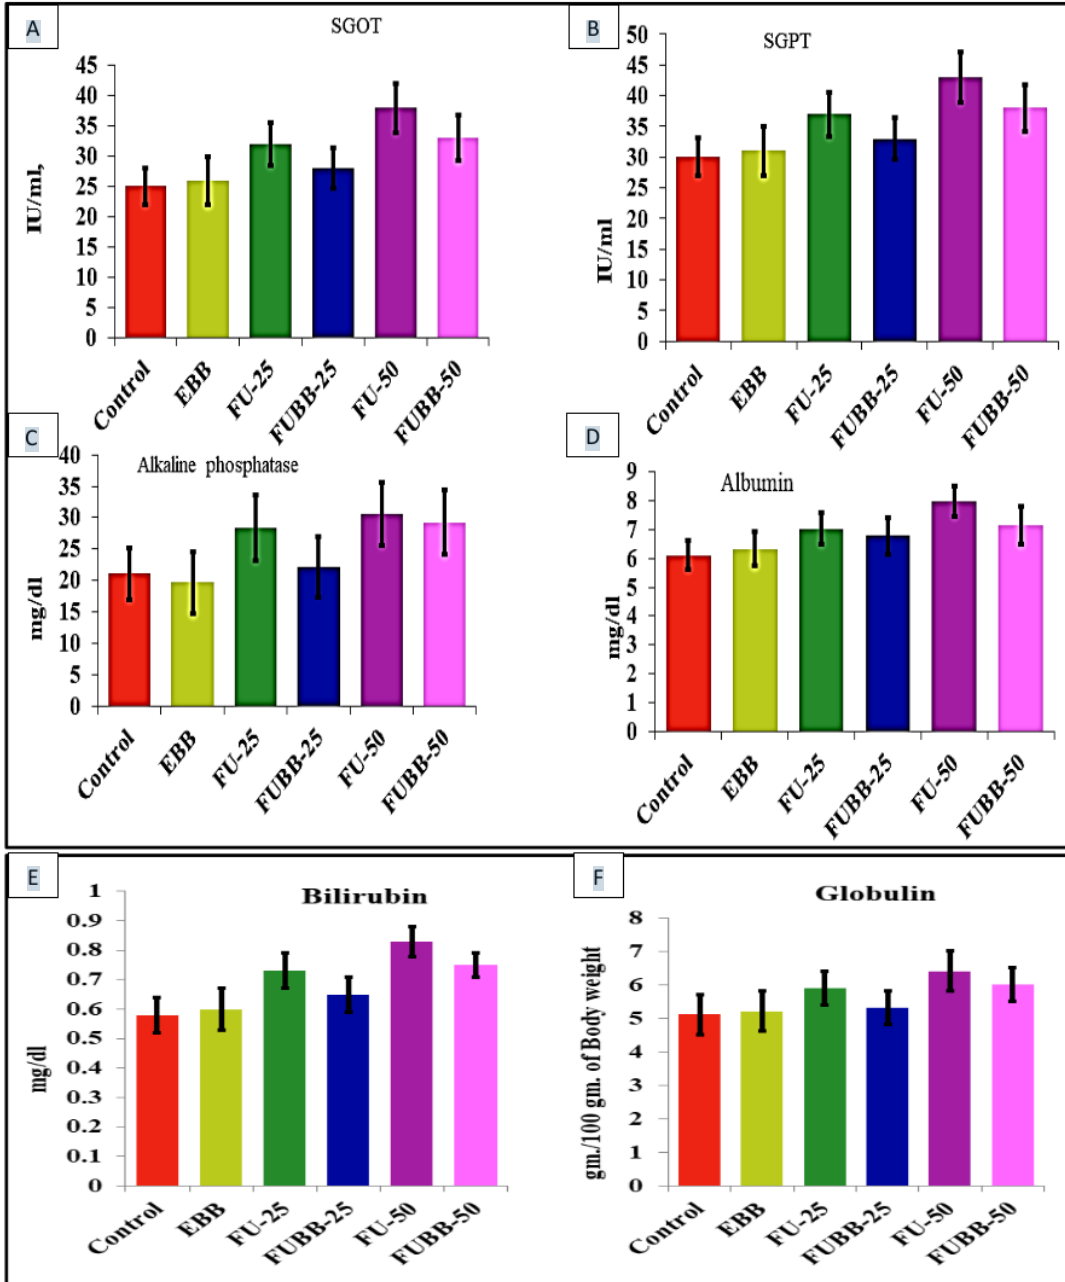 A
SGOT
IU/ml,
45
40
35
30
25
20
15
10
5
0
Control
EBB
FU-25
FUBB-25
FU-50
FUBB-50
B
SGPT
IU/ml
50
45
40
35
30
25
20
15
10
5
0
Control
EBB
FU-25
FUBB-25
FU-50
FUBB-50
C
Alkaline phosphatase
mg/dl
40
35
30
25
20
15
10
5
0
Control
EBB
FU-25
FUBB-25
FU-50
FUBB-50
D
Albumin
mg/dl
9
8
7
6
5
4
3
2
1
0
Control
EBB
FU-25
FUBB-25
FU-50
FUBB-50
E
Bilirubin
mg/dl
1
0.9
0.8
0.7
0.6
0.5
0.4
0.3
0.2
0.1
0
Control
EBB
FU-25
FUBB-25
FU-50
FUBB-50
F
Globulin
gm./100 gm. of Body weight
8
7
6
5
4
3
2
1
0
Control
EBB
FU-25
FUBB-25
FU-50
FUBB-50